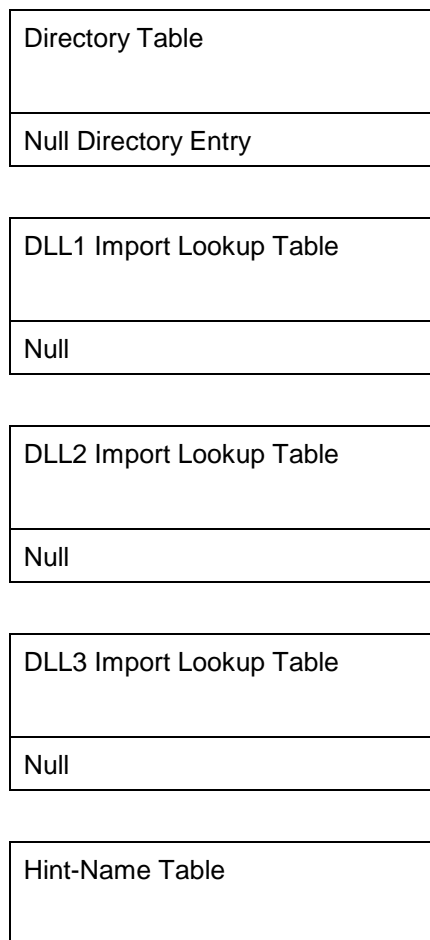 Directory Table
Null Directory Entry
DLL1 Import Lookup Table
Null
DLL2 Import Lookup Table
Null
DLL3 Import Lookup Table
Null
Hint-Name Table